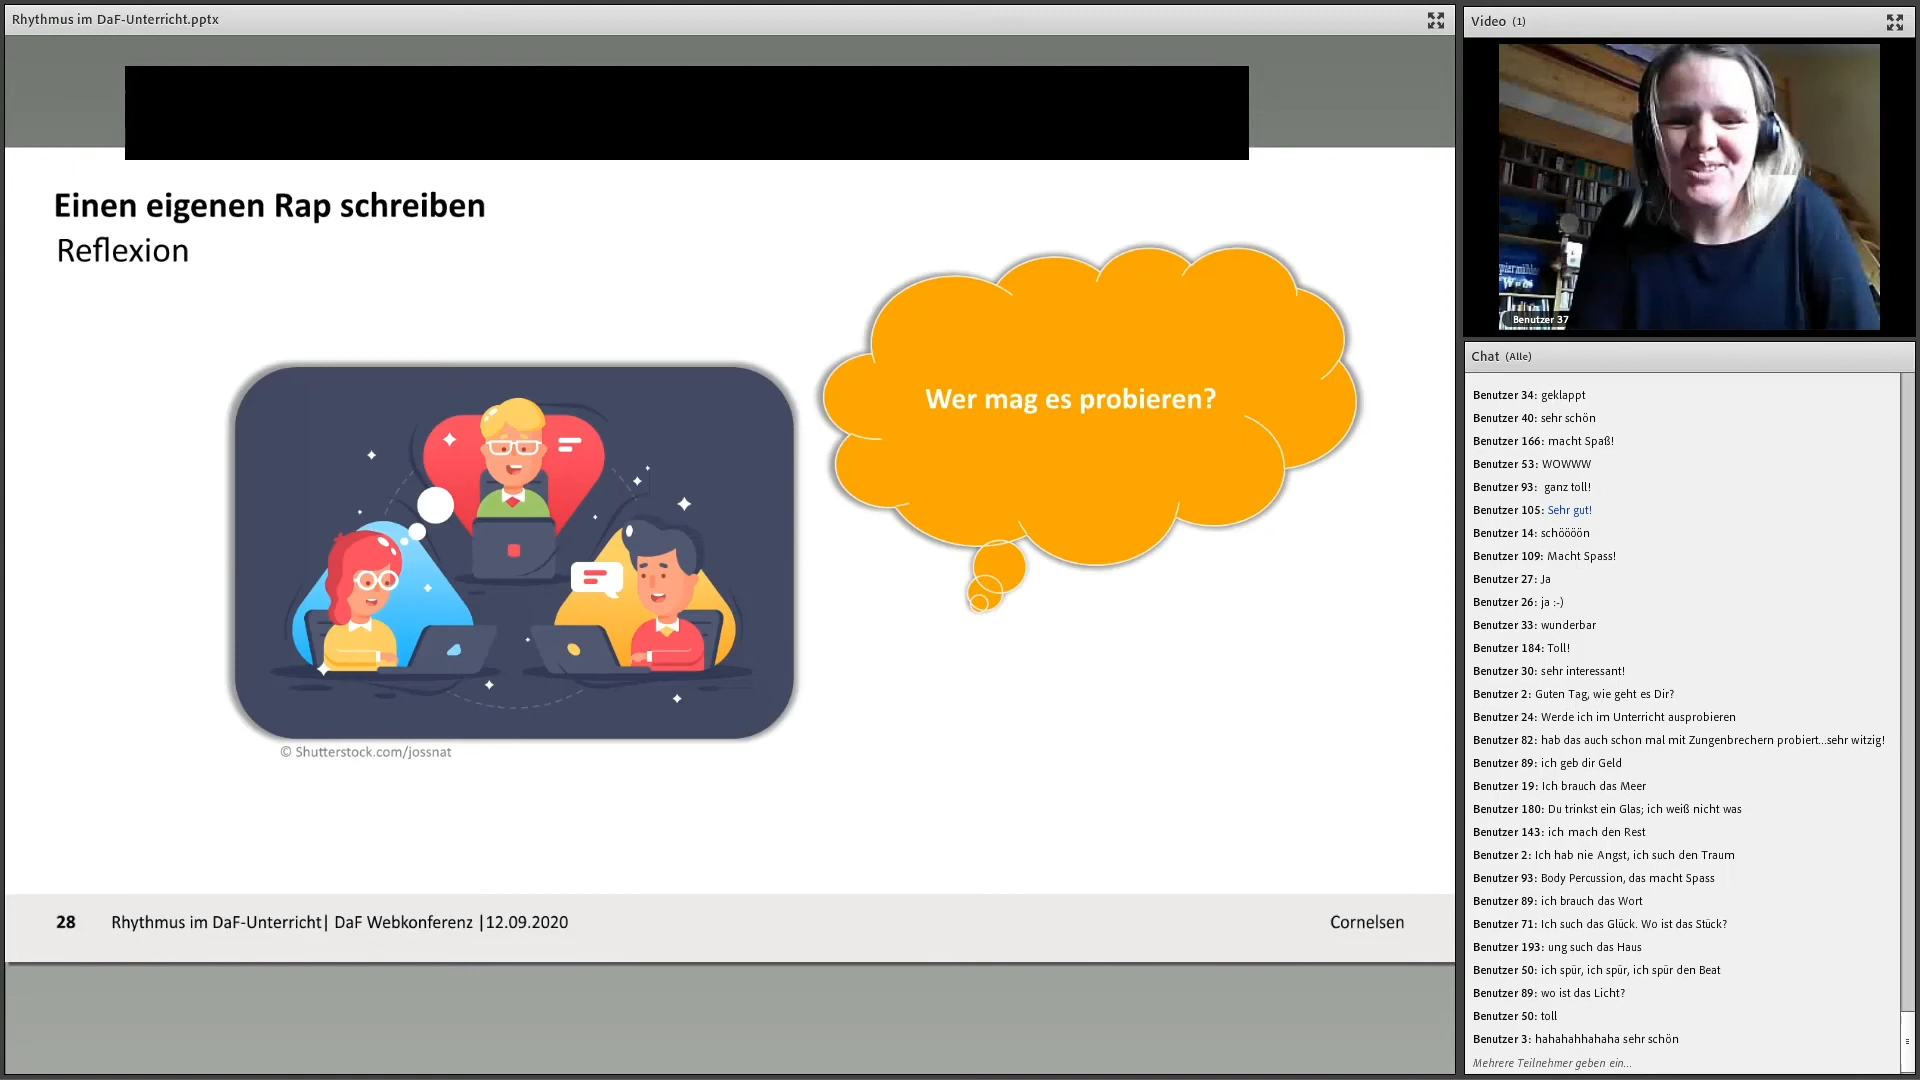 Rhythmus im DaF-Unterricht.pptx
Einen eigenen Rap schreiben
Reflexion
Wer mag es probieren?
© Shutterstock.com/jossnat
28 Rhythmus im DaF-Unterricht| DaF Webkonferenz |12.09.2020
Cornelsen
Video (1)
Benutzer 37
Chat (Alle)
Benutzer 34: geklappt
Benutzer 40: sehr schön
Benutzer 166: macht Spaß!
Benutzer 53: WOWWW
Benutzer 93: ganz toll!
Benutzer 105: Sehr gut!
Benutzer 14: schööööön
Benutzer 109: Macht Spass!
Benutzer 27: Ja
Benutzer 26: ja :-)
Benutzer 33: wunderbar
Benutzer 184: Toll!
Benutzer 30: sehr interessant!
Benutzer 2: Guten Tag, wie geht es Dir?
Benutzer 24: Werde ich im Unterricht ausprobieren
Benutzer 82: hab das auch schon mal mit Zungenbrechern probiert...sehr witzig!
Benutzer 89: ich geb dir Geld
Benutzer 19: Ich brauch das Meer
Benutzer 180: Du trinkst ein Glas; ich weiß nicht was
Benutzer 143: ich mach den Rest
Benutzer 2: Ich hab nie Angst, ich such den Traum
Benutzer 93: Body Percussion, das macht Spass
Benutzer 89: ich brauch das Wort
Benutzer 71: Ich such das Glück. Wo ist das Stück?
Benutzer 193: ung such das Haus
Benutzer 50: ich spür, ich spür, ich spür den Beat
Benutzer 89: wo ist das Licht?
Benutzer 50: toll
Benutzer 3: hahahahhahaha sehr schön
Mehrere Teilnehmer geben ein...